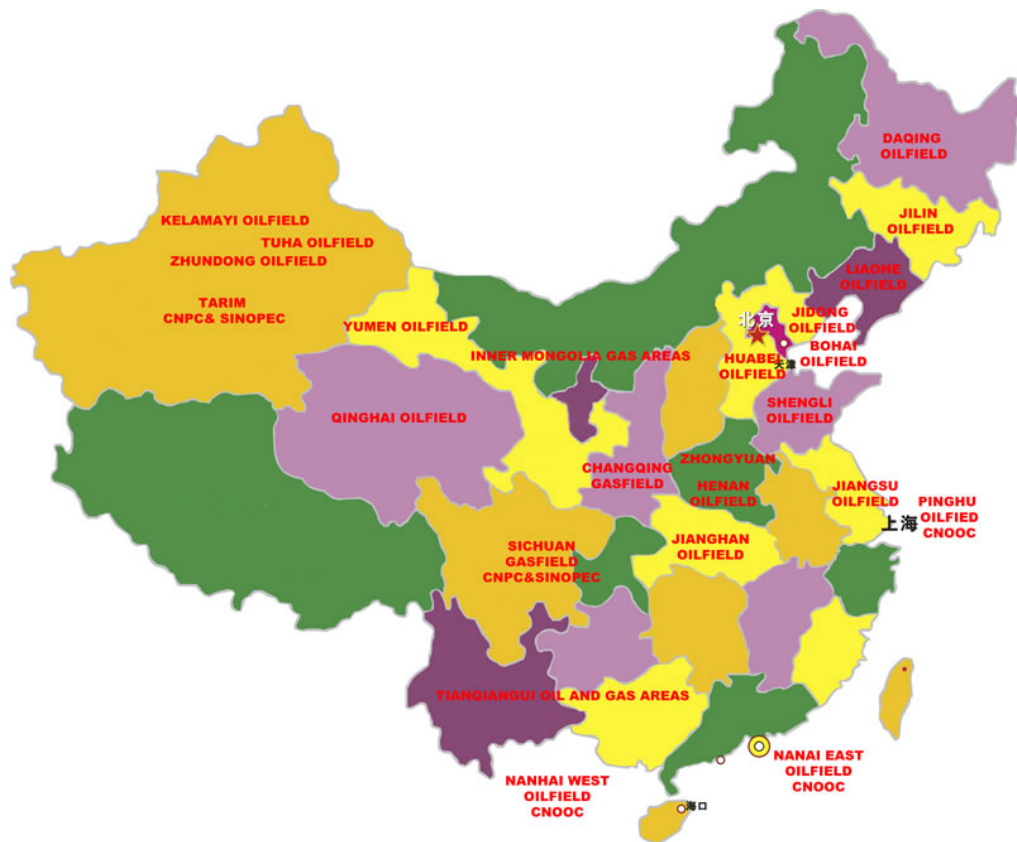 DAQING
OILFIELD
KELAMAYI OILFIELD
JILIN
OILFIELD
TUHA OILFIELD
ZHUNDONG OILFIELD
LIAOHE
OILFIELD
TARIM
CNPC& SINOPEC
北京
JIDONG
OILFIELD
YUMEN OILFIELD
BOHAI
OILFIELD
INNER MONGOLIA GAS AREAS
HUABEI
OILFIELD
天津
SHENGLI
OILFIELD
QINGHAI OILFIELD
ZHONGYUAN
CHANGQING
GASFIELD
HENAN
OILFIELD
JIANGSU
OILFIELD
PINGHU
OILFIED
CNOOC
上海
JIANGHAN
OILFIELD
SICHUAN
GASFIELD
CNPC&SINOPEC
TIANQIANGUI OIL AND GAS AREAS
NANAI EAST
OILFIELD
CNOOC
NANHAI WEST
OILFIELD
CNOOC
海口